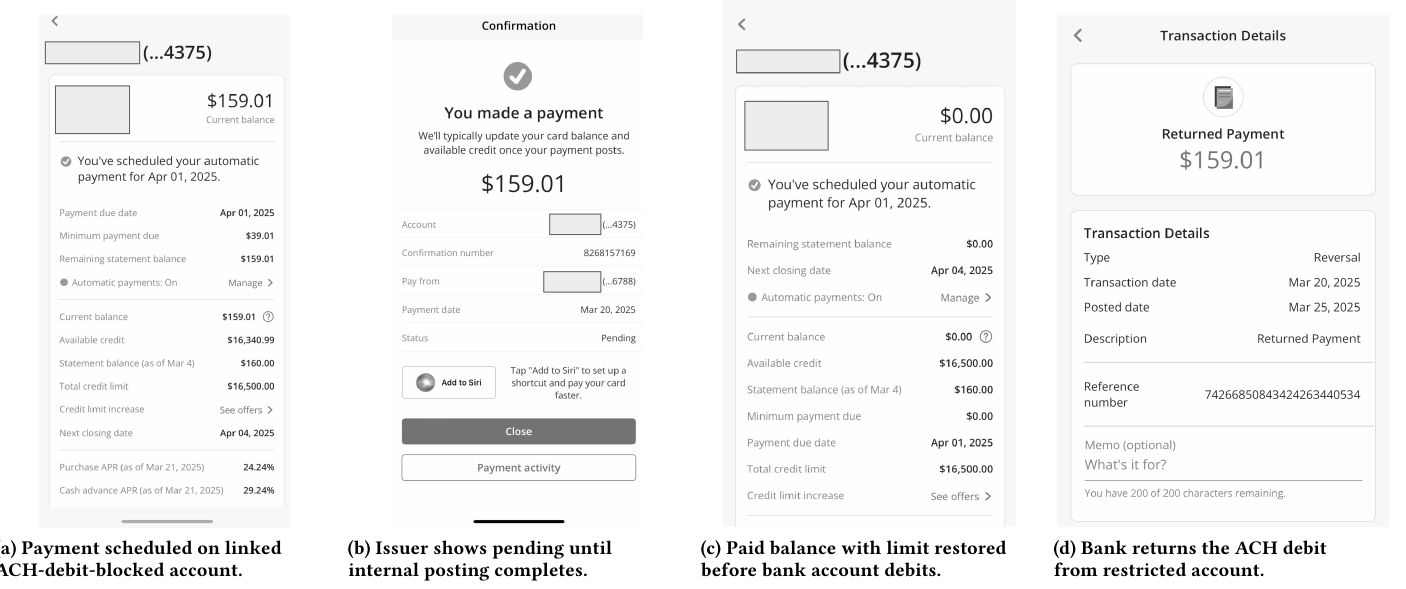 (...4375)
$159.01
Current balance
You've scheduled your automatic
payment for Apr 01, 2025.
Payment due date Apr 01, 2025
Minimum payment due $39.01
Remaining statement balance $159.01
Automatic payments: On Manage
Current balance $159.01 ?
Available credit $16,340.99
Statement balance (as of Mar 4) $160.00
Total credit limit $16,500.00
Credit limit increase See offers
Next closing date Apr 04, 2025
Purchase APR (as of Mar 21, 2025) 24.24%
Cash advance APR (as of Mar 21, 2025) 29.24%
a) Payment scheduled on linked
ACH-debit-blocked account.
Confirmation
You made a payment
We'll typically update your card balance and
available credit once your payment posts.
$159.01
Account (...4375)
Confirmation number 8268157169
Pay from (...6788)
Payment date Mar 20, 2025
Status Pending
Add to Siri
Tap "Add to Siri" to set up a
shortcut and pay your card
faster.
Close
Payment activity
(b) Issuer shows pending until
internal posting completes.
(...4375)
$0.00
Current balance
You've scheduled your automatic
payment for Apr 01, 2025.
Remaining statement balance $0.00
Next closing date Apr 04, 2025
Automatic payments: On Manage
Current balance $0.00 ?
Available credit $16,500.00
Statement balance (as of Mar 4) $160.00
Minimum payment due $0.00
Payment due date Apr 01, 2025
Total credit limit $16,500.00
Credit limit increase See offers
(c) Paid balance with limit restored
before bank account debits.
Transaction Details
Returned Payment
$159.01
Transaction Details
Type Reversal
Transaction date Mar 20, 2025
Posted date Mar 25, 2025
Description Returned Payment
Reference
number 74266850843424263440534
Memo (optional)
What's it for?
You have 200 of 200 characters remaining.
(d) Bank returns the ACH debit
from restricted account.